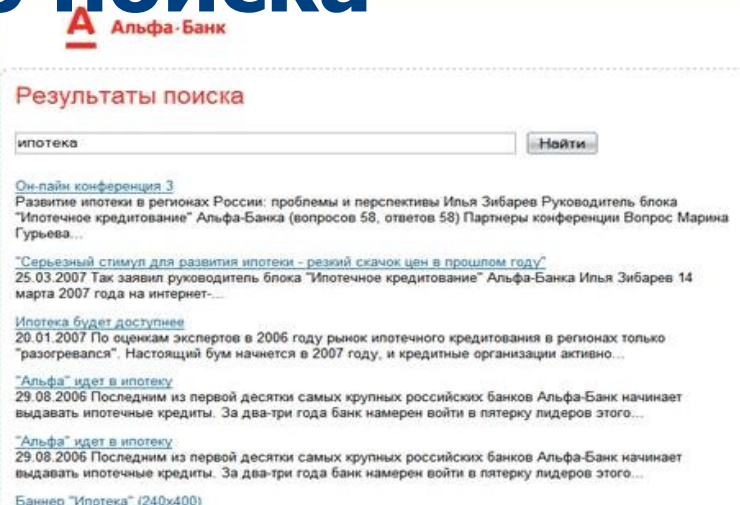 поиска
Альфа·Банк
Результаты поиска
ипотека
Найти
Он-лайн конференция 3
Развитие ипотеки в регионах России: проблемы и перспективы Илья Зибарев Руководитель блока
"Ипотечное кредитование" Альфа-Банка (вопросов 58, ответов 58) Партнеры конференции Вопрос Марина
Гурьева...
"Серьезный стимул для развития ипотеки - резкий скачок цен в прошлом году"
25.03.2007 Так заявил руководитель блока "Ипотечное кредитование" Альфа-Банка Илья Зибарев 14
марта 2007 года на интернет-...
Ипотека будет доступнее
20.01.2007 По оценкам экспертов в 2006 году рынок ипотечного кредитования в регионах только
"разогревался". Настоящий бум начнется в 2007 году, и кредитные организации активно...
"Альфа" идет в ипотеку
29.08.2006 Последним из первой десятки самых крупных российских банков Альфа-Банк начинает
выдавать ипотечные кредиты. За два-три года банк намерен войти в пятерку лидеров этого...
"Альфа" идет в ипотеку
29.08.2006 Последним из первой десятки самых крупных российских банков Альфа-Банк начинает
выдавать ипотечные кредиты. За два-три года банк намерен войти в пятерку лидеров этого...
Баннер "Ипотека" (240x400)